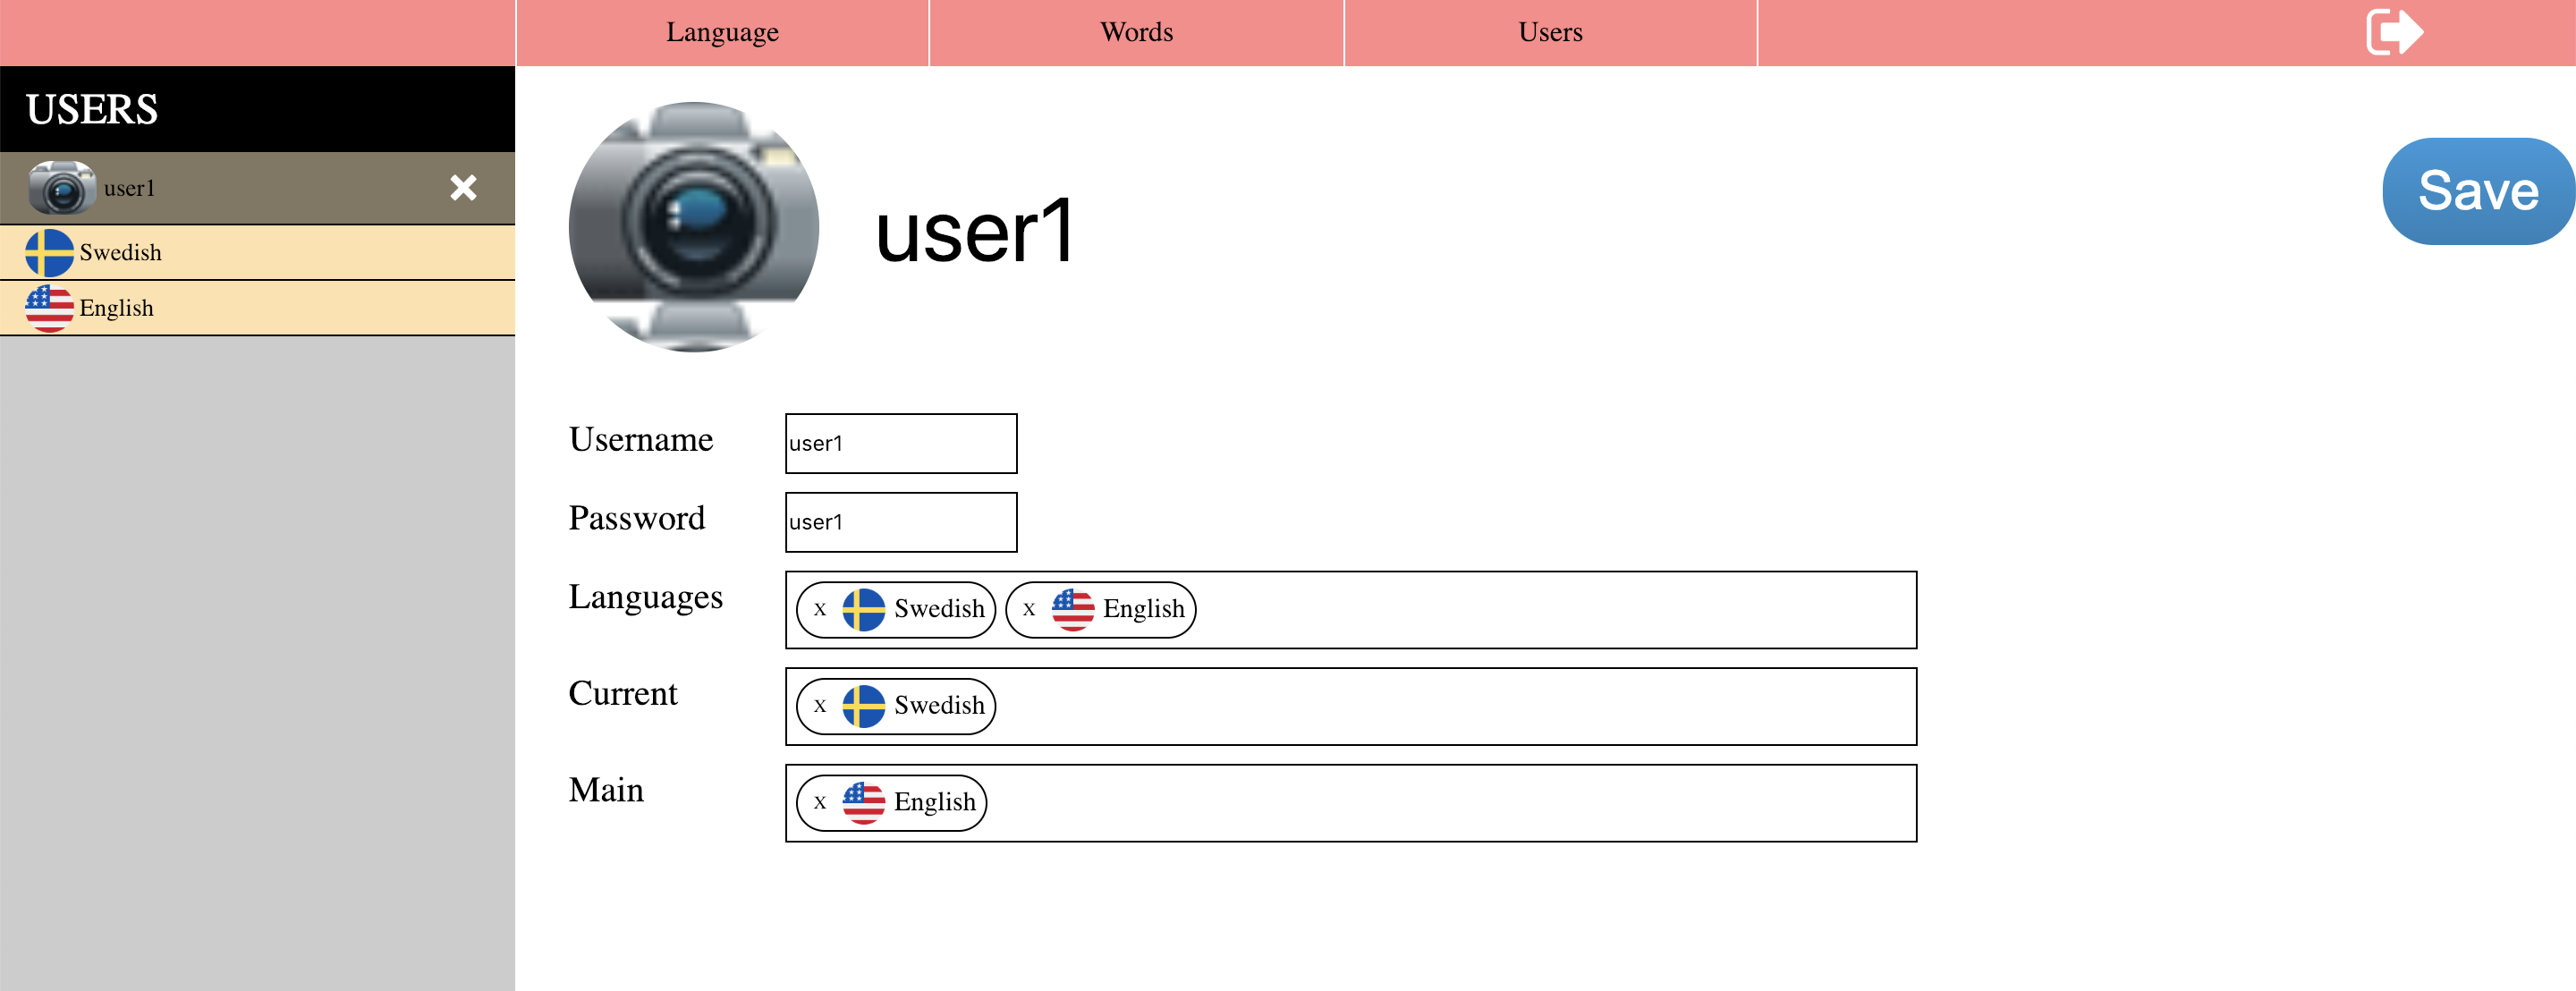 Language Words Users
USERS
user1
Swedish
English
user1
Save
Username user1
Password user1
Languages x Swedish x English
Current x Swedish
Main x English